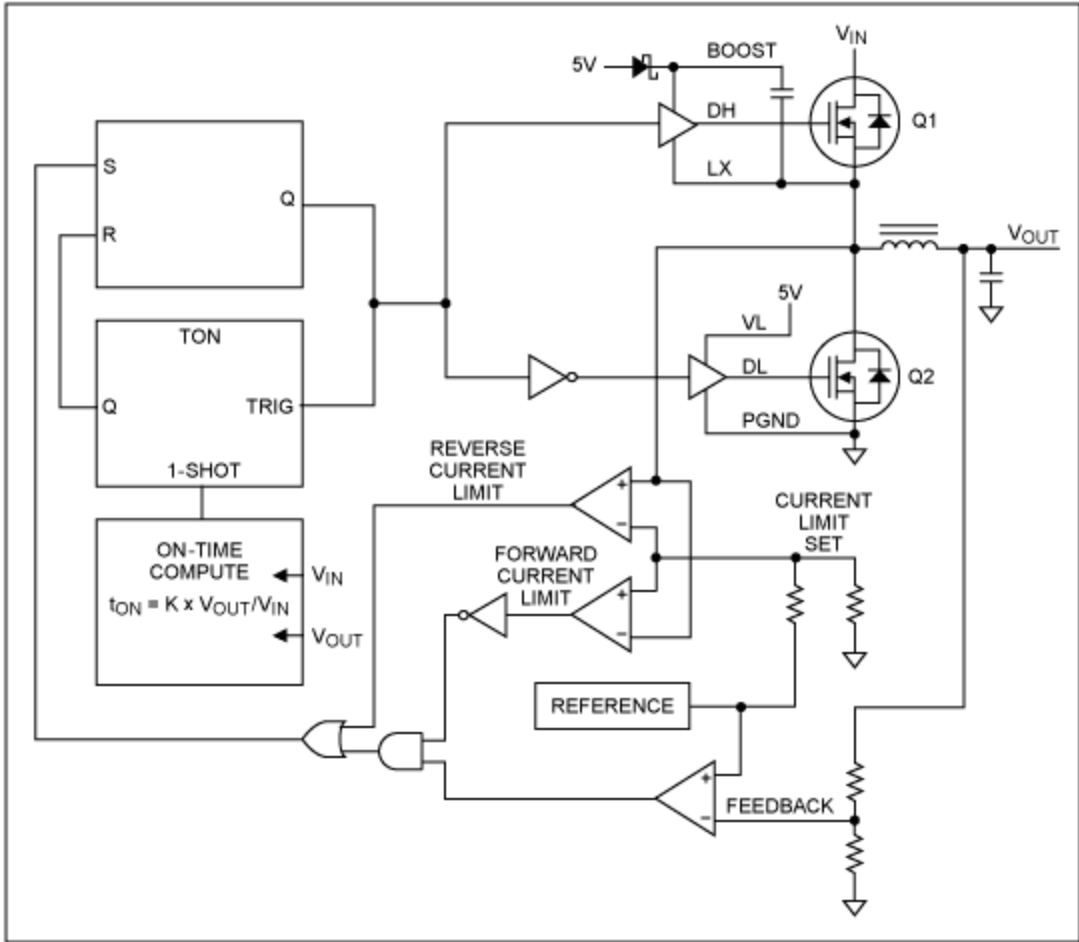 VIN
5V
BOOST
DH
Q1
LX
S
Q
R
VOUT
5V
VL
TON
DL
Q2
Q
TRIG
PGND
1-SHOT
REVERSE
CURRENT
LIMIT
CURRENT
LIMIT
SET
+
−
ON-TIME
COMPUTE
VIN
tON = K x VOUT/VIN
VOUT
FORWARD
CURRENT
LIMIT
+
−
REFERENCE
+
−
FEEDBACK